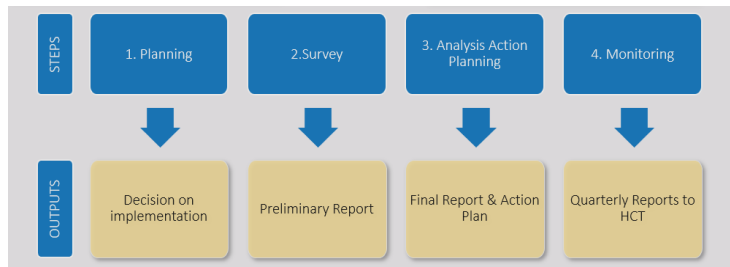 STEPS
1. Planning
2.Survey
3. Analysis Action
Planning
4. Monitoring
OUTPUTS
Decision on
implementation
Preliminary Report
Final Report & Action
Plan
Quarterly Reports to
HCT